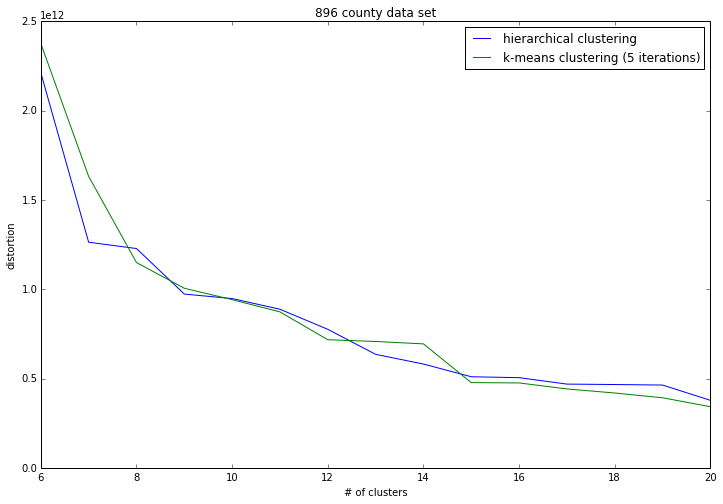 896 county data set
1e12
hierarchical clustering
k-means clustering (5 iterations)
2.5
2.0
1.5
1.0
0.5
0.0
distortion
6 8 10 12 14 16 18 20
# of clusters